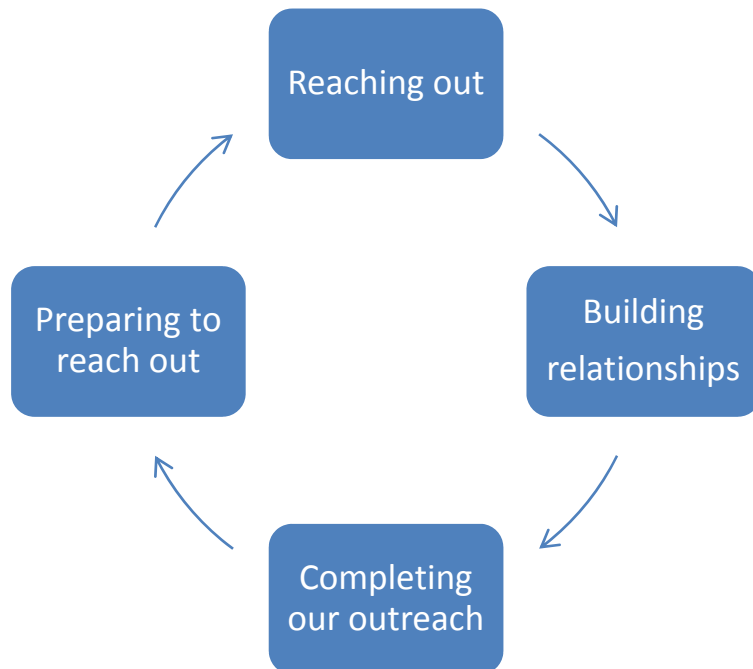 Reaching out
Building
relationships
Completing
our outreach
Preparing to
reach out